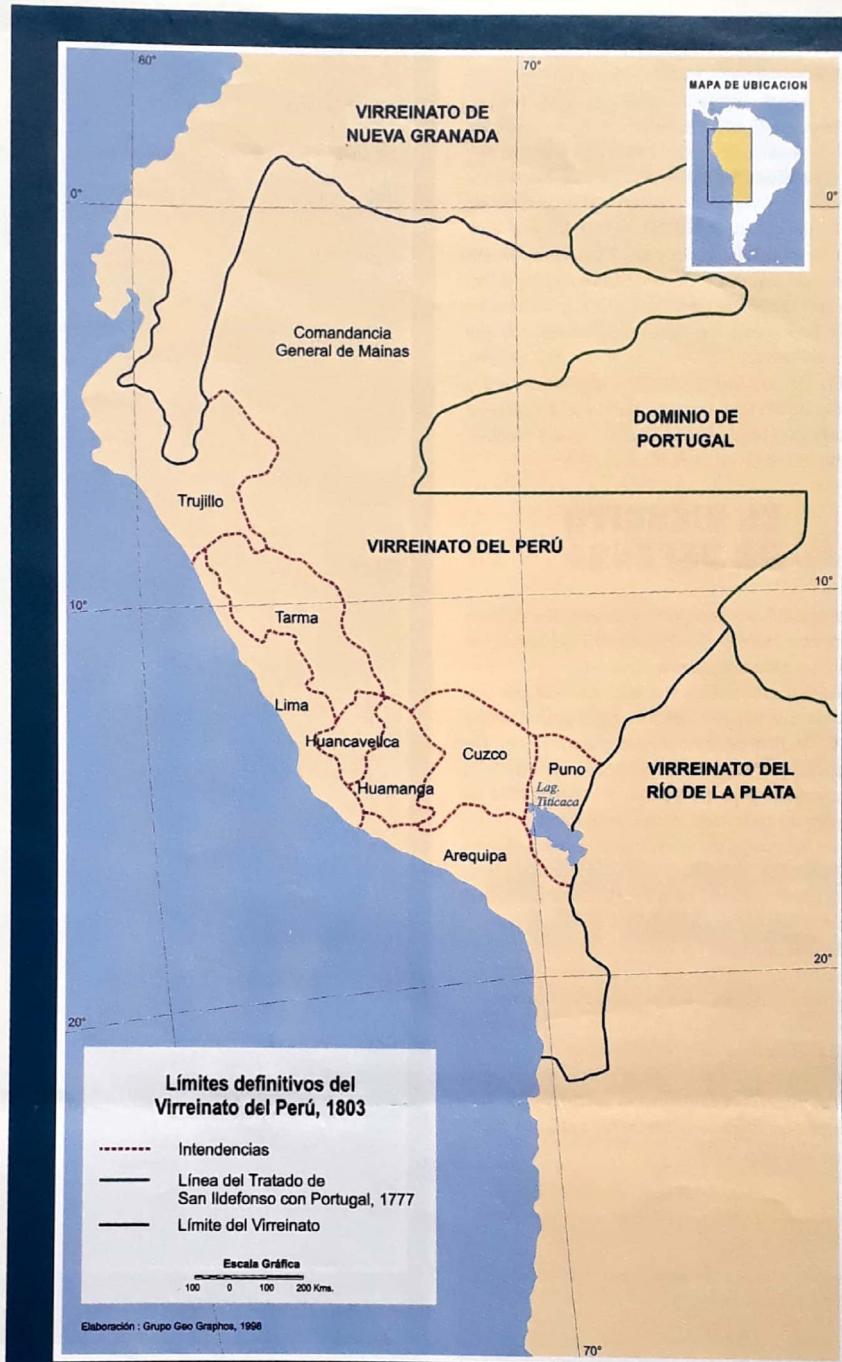 80°
70°
MAPA DE UBICACION
VIRREINATO DE
NUEVA GRANADA
0°
0°
Comandancia
General de Mainas
DOMINIO DE
PORTUGAL
Trujillo
VIRREINATO DEL PERÚ
10°
10°
Tarma
Lima
Huancavelica
Cuzco
Puno
VIRREINATO DEL
RÍO DE LA PLATA
Huamanga
Lag.
Titicaca
Arequipa
20°
20°
Límites definitivos del
Virreinato del Perú, 1803
Intendencias
Línea del Tratado de
San Ildefonso con Portugal, 1777
Límite del Virreinato
Escala Gráfica
100 0 100 200 Kms.
Elaboración : Grupo Geo Graphos, 1998
70°